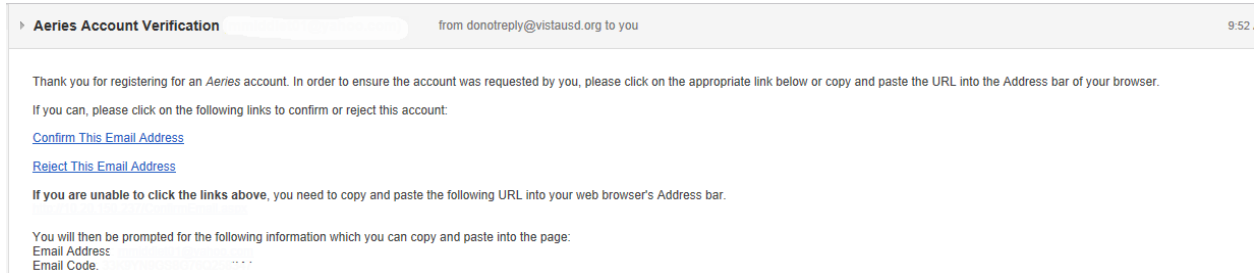 Aeries Account Verification from donotreply@vistausd.org to you 9:52
Thank you for registering for an Aeries account. In order to ensure the account was requested by you, please click on the appropriate link below or copy and paste the URL into the Address bar of your browser.
If you can, please click on the following links to confirm or reject this account:
Confirm This Email Address
Reject This Email Address
If you are unable to click the links above, you need to copy and paste the following URL into your web browser's Address bar.
You will then be prompted for the following information which you can copy and paste into the page:
Email Address
Email Code.